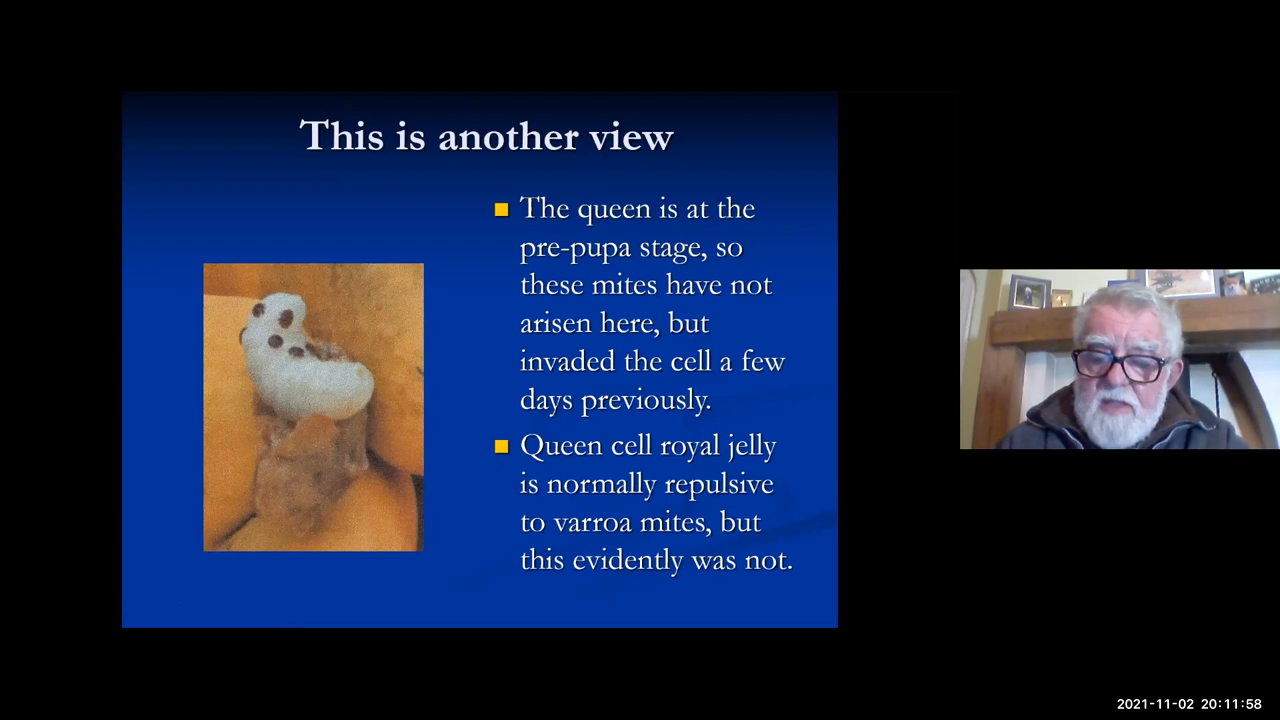 This is another view
The queen is at the
pre-pupa stage, so
these mites have not
arisen here, but
invaded the cell a few
days previously.
Queen cell royal jelly
is normally repulsive
to varroa mites, but
this evidently was not.
2021-11-02 20:11:58